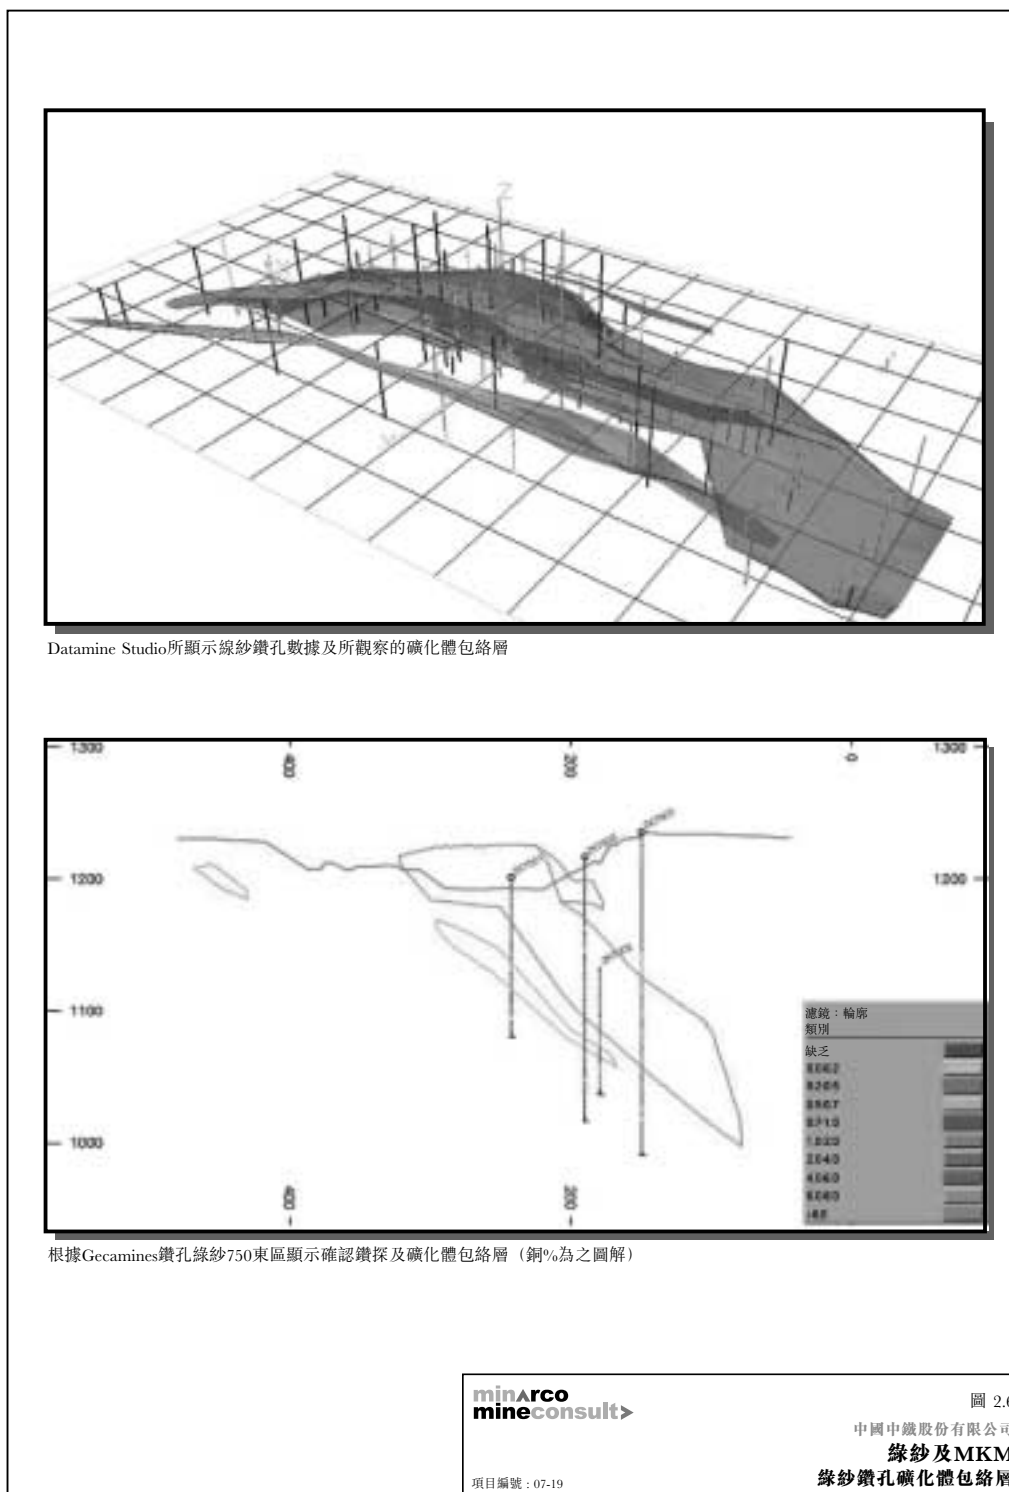 Z
Datamine Studio所顯示線紗鑽孔數據及所觀察的礦化體包絡層
1300
400
200
0
1300
1200
1200
1100
1000
400
200
濾鏡：輪廓
類別
缺乏
根據Gecamines鑽孔綠紗750東區顯示確認鑽探及礦化體包絡層（銅%為之圖解）
minarco
mineconsult
圖 2.6
中國中鐵股份有限公司
綠紗及MKM
項目編號 : 07-19
綠紗鑽孔礦化體包絡層